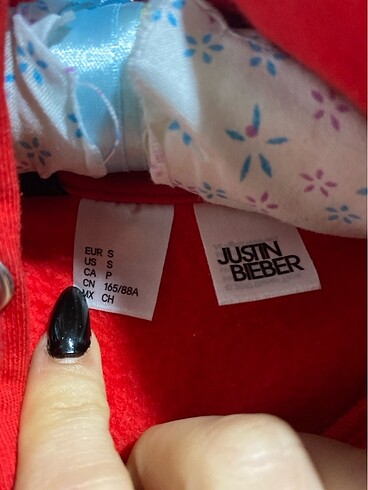 EUR S
US S
CA P
CN 165/88A
MX CH
JUSTIN
BIEBER